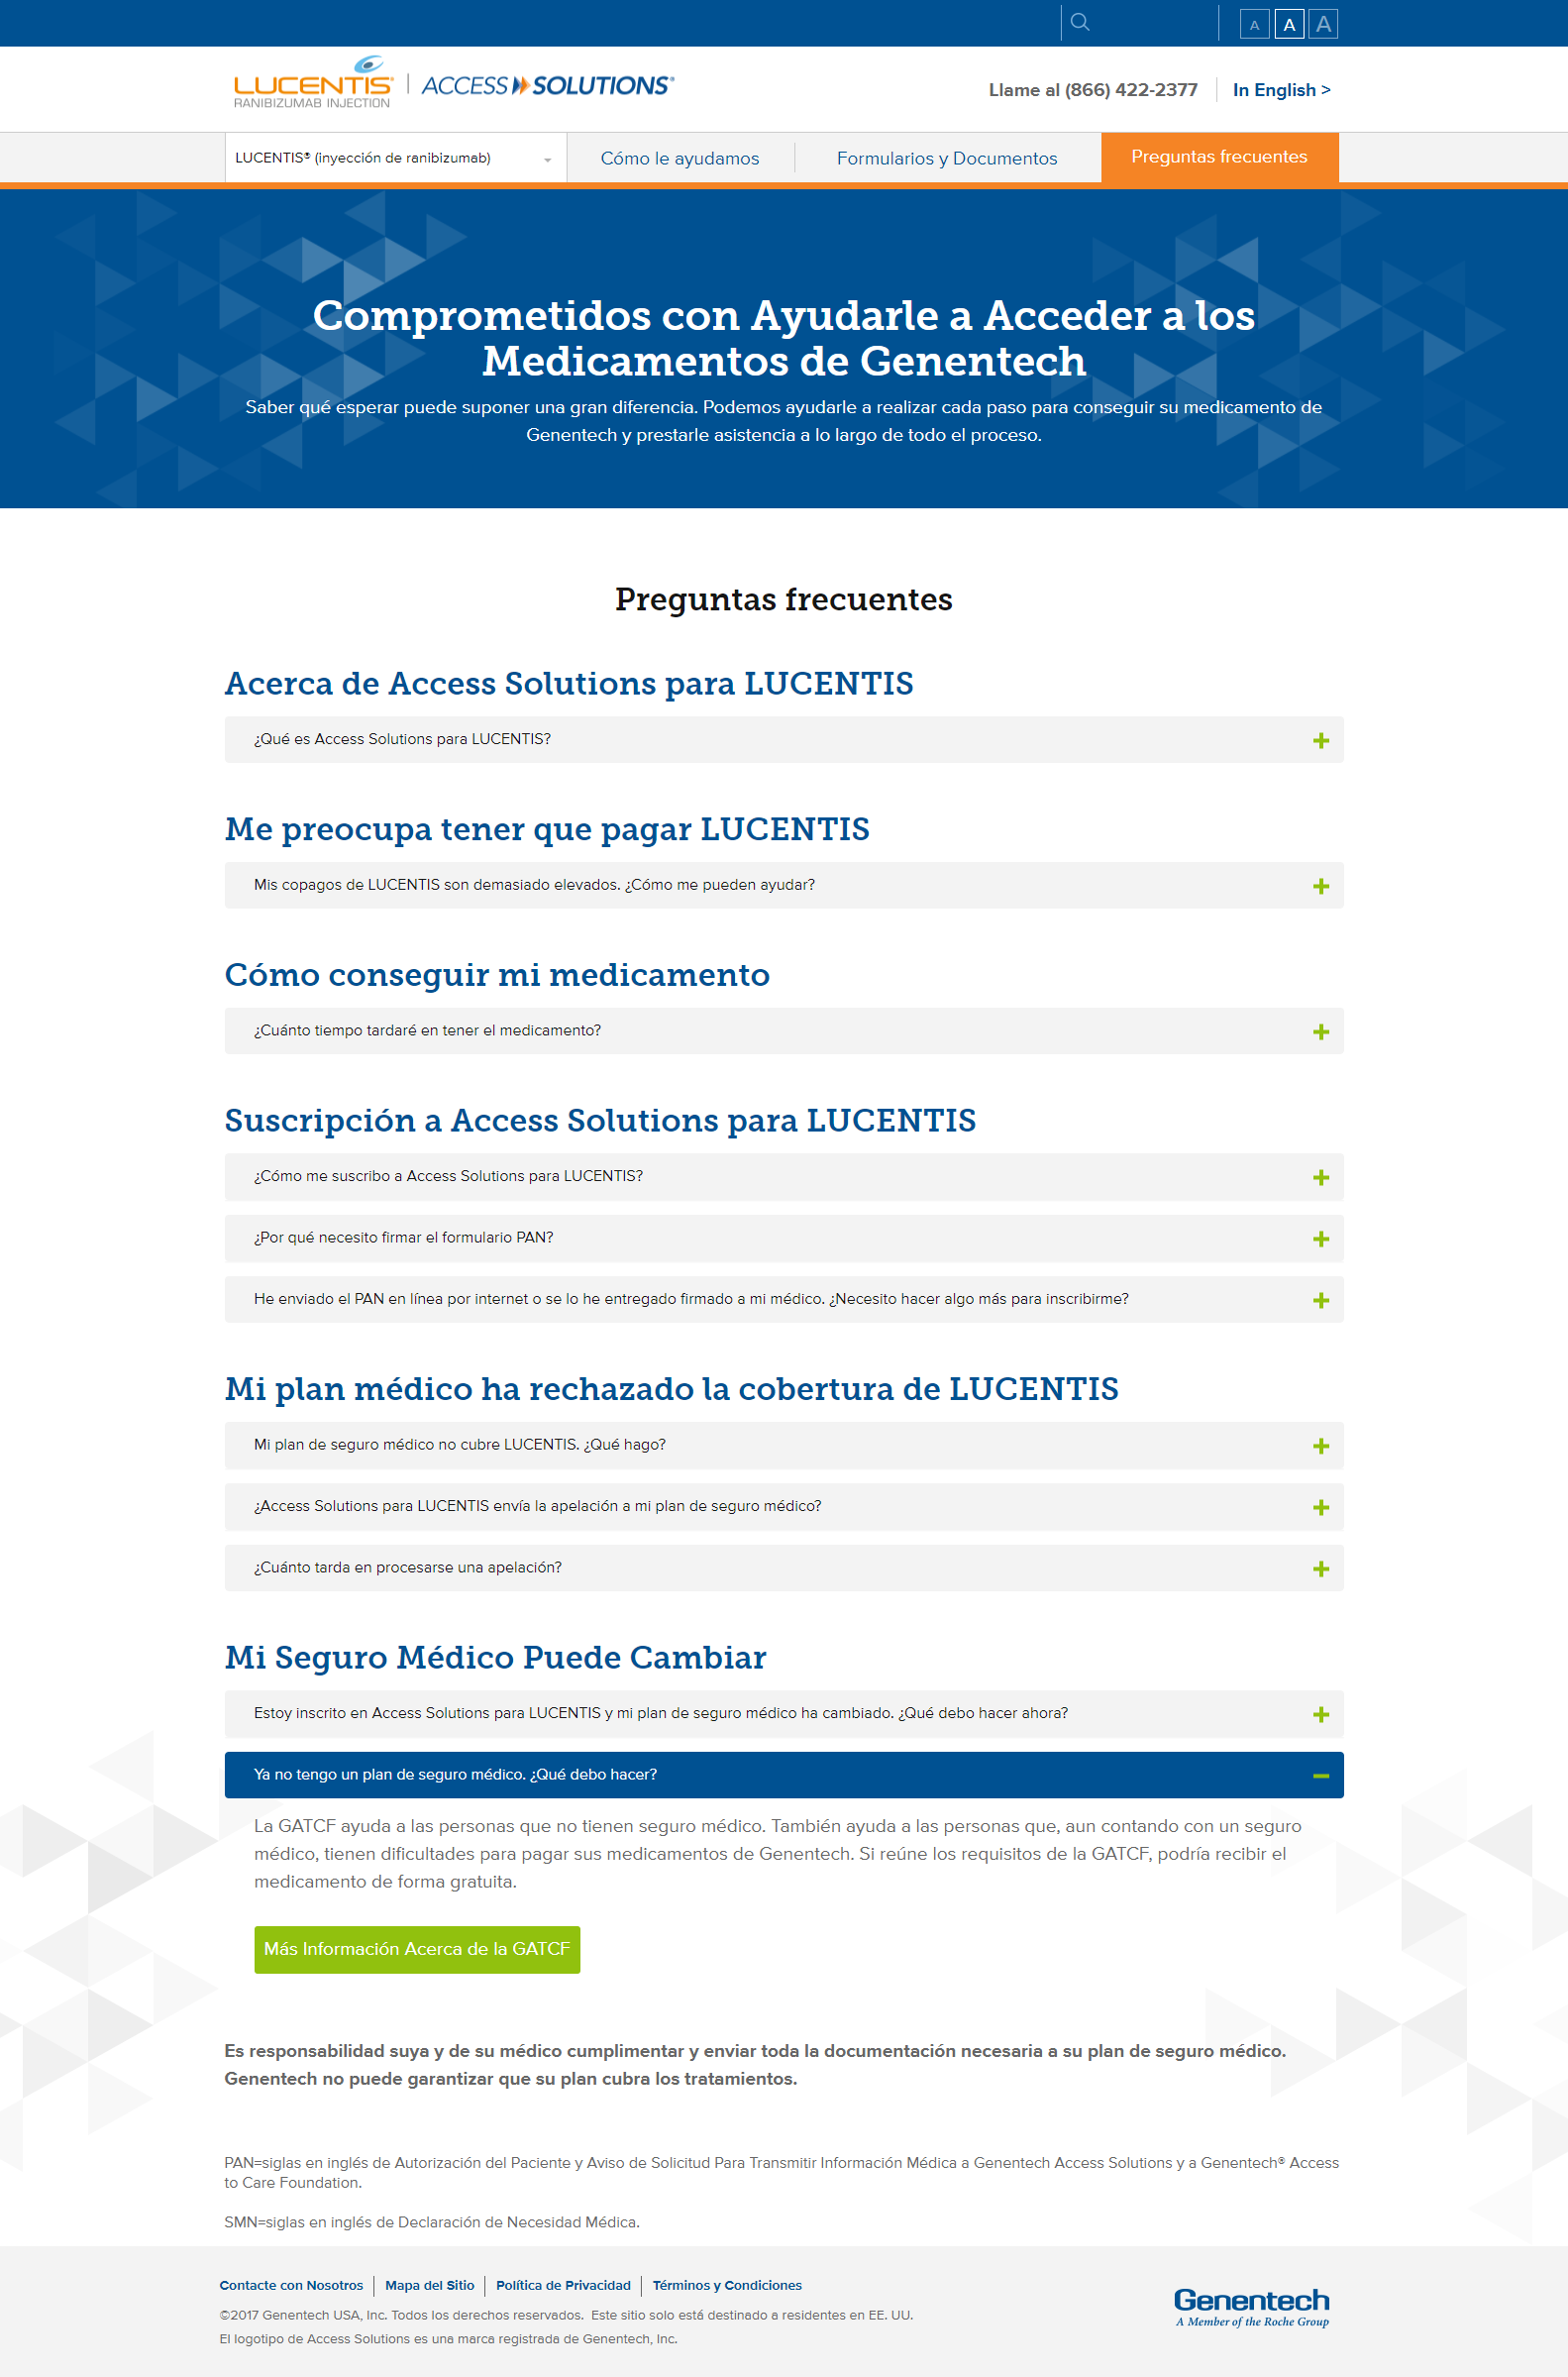 A A A
LUCENTIS®
RANIBIZUMAB INJECTION
ACCESS SOLUTIONS®
Llame al (866) 422-2377
In English >
LUCENTIS® (inyección de ranibizumab)
Cómo le ayudamos
Formularios y Documentos
Preguntas frecuentes
Comprometidos con Ayudarle a Acceder a los
Medicamentos de Genentech
Saber qué esperar puede suponer una gran diferencia. Podemos ayudarle a realizar cada paso para conseguir su medicamento de
Genentech y prestarle asistencia a lo largo de todo el proceso.
Preguntas frecuentes
Acerca de Access Solutions para LUCENTIS
¿Qué es Access Solutions para LUCENTIS?
Me preocupa tener que pagar LUCENTIS
Mis copagos de LUCENTIS son demasiado elevados. ¿Cómo me pueden ayudar?
Cómo conseguir mi medicamento
¿Cuánto tiempo tardaré en tener el medicamento?
Suscripción a Access Solutions para LUCENTIS
¿Cómo me suscribo a Access Solutions para LUCENTIS?
¿Por qué necesito firmar el formulario PAN?
He enviado el PAN en línea por internet o se lo he entregado firmado a mi médico. ¿Necesito hacer algo más para inscribirme?
Mi plan médico ha rechazado la cobertura de LUCENTIS
Mi plan de seguro médico no cubre LUCENTIS. ¿Qué hago?
¿Access Solutions para LUCENTIS envía la apelación a mi plan de seguro médico?
¿Cuánto tarda en procesarse una apelación?
Mi Seguro Médico Puede Cambiar
Estoy inscrito en Access Solutions para LUCENTIS y mi plan de seguro médico ha cambiado. ¿Qué debo hacer ahora?
Ya no tengo un plan de seguro médico. ¿Qué debo hacer?
La GATCF ayuda a las personas que no tienen seguro médico. También ayuda a las personas que, aun contando con un seguro
médico, tienen dificultades para pagar sus medicamentos de Genentech. Si reúne los requisitos de la GATCF, podría recibir el
medicamento de forma gratuita.
Más Información Acerca de la GATCF
Es responsabilidad suya y de su médico cumplimentar y enviar toda la documentación necesaria a su plan de seguro médico.
Genentech no puede garantizar que su plan cubra los tratamientos.
PAN=siglas en inglés de Autorización del Paciente y Aviso de Solicitud Para Transmitir Información Médica a Genentech Access Solutions y a Genentech® Access
to Care Foundation.
SMN=siglas en inglés de Declaración de Necesidad Médica.
Contacte con Nosotros
Mapa del Sitio
Política de Privacidad
Términos y Condiciones
©2017 Genentech USA, Inc. Todos los derechos reservados. Este sitio solo está destinado a residentes en EE. UU.
El logotipo de Access Solutions es una marca registrada de Genentech, Inc.
Genentech
A Member of the Roche Group